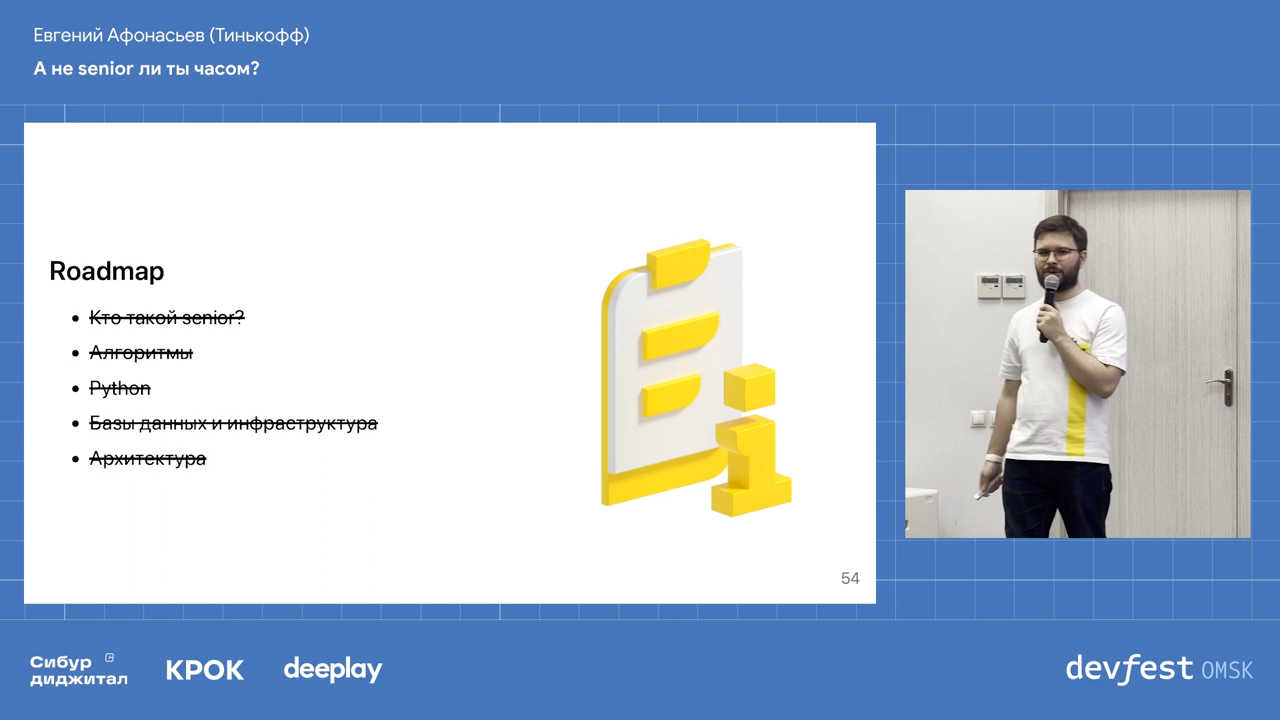 Евгений Афонасьев (Тинькофф)
А не senior ли ты часом?
Roadmap
Кто такой senior?
Алгоритмы
Python
Базы данных и инфраструктура
Архитектура
54
Сибур
диджитал
КРОК
deeplay
devfest OMSK